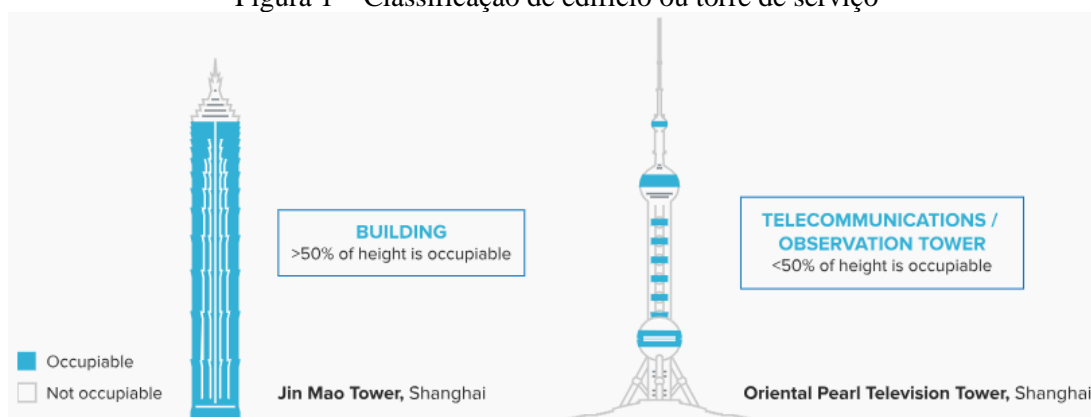 Figura 1 – Classificação de edifício ou torre de serviço
BUILDING
>50% of height is occupiable
TELECOMMUNICATIONS /
OBSERVATION TOWER
<50% of height is occupiable
Occupiable
Not occupiable
Jin Mao Tower, Shanghai
Oriental Pearl Television Tower, Shanghai